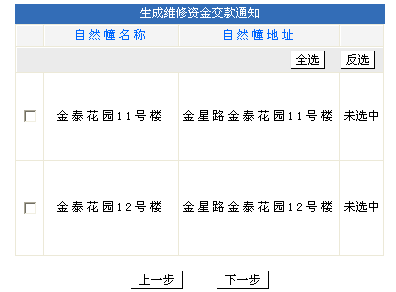 生成维修资金交款通知
自然幢名称 自然幢地址
全选 反选
金泰花园11号楼 金星路金泰花园11号楼 未选中
金泰花园12号楼 金星路金泰花园12号楼 未选中
上一步 下一步